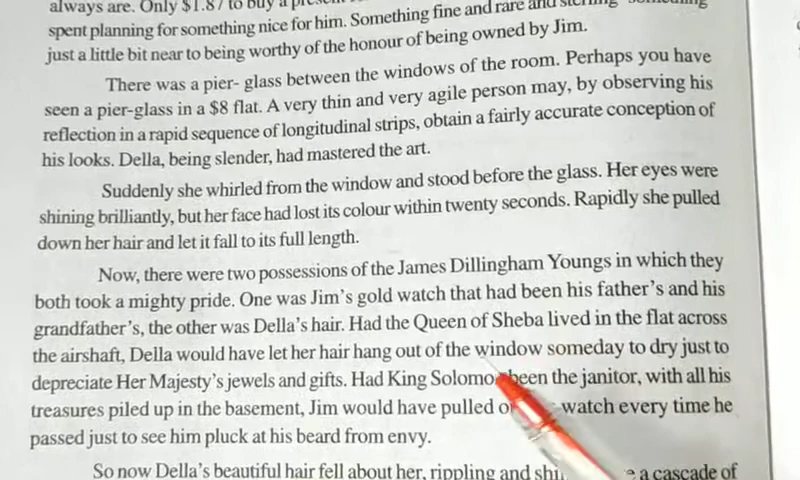 always are. Only $1.87 to buy a present
spent planning for something nice for him. Something fine and rare and sterling something
just a little bit near to being worthy of the honour of being owned by Jim.
There was a pier- glass between the windows of the room. Perhaps you have
seen a pier-glass in a $8 flat. A very thin and very agile person may, by observing his
reflection in a rapid sequence of longitudinal strips, obtain a fairly accurate conception of
his looks. Della, being slender, had mastered the art.
Suddenly she whirled from the window and stood before the glass. Her eyes were
shining brilliantly, but her face had lost its colour within twenty seconds. Rapidly she pulled
down her hair and let it fall to its full length.
Now, there were two possessions of the James Dillingham Youngs in which they
both took a mighty pride. One was Jim's gold watch that had been his father's and his
grandfather's, the other was Della's hair. Had the Queen of Sheba lived in the flat across
the airshaft, Della would have let her hair hang out of the window someday to dry just to
depreciate Her Majesty's jewels and gifts. Had King Solomon been the janitor, with all his
treasures piled up in the basement, Jim would have pulled watch every time he
passed just to see him pluck at his beard from envy.
So now Della's beautiful hair fell about her, rippling and a cascade of